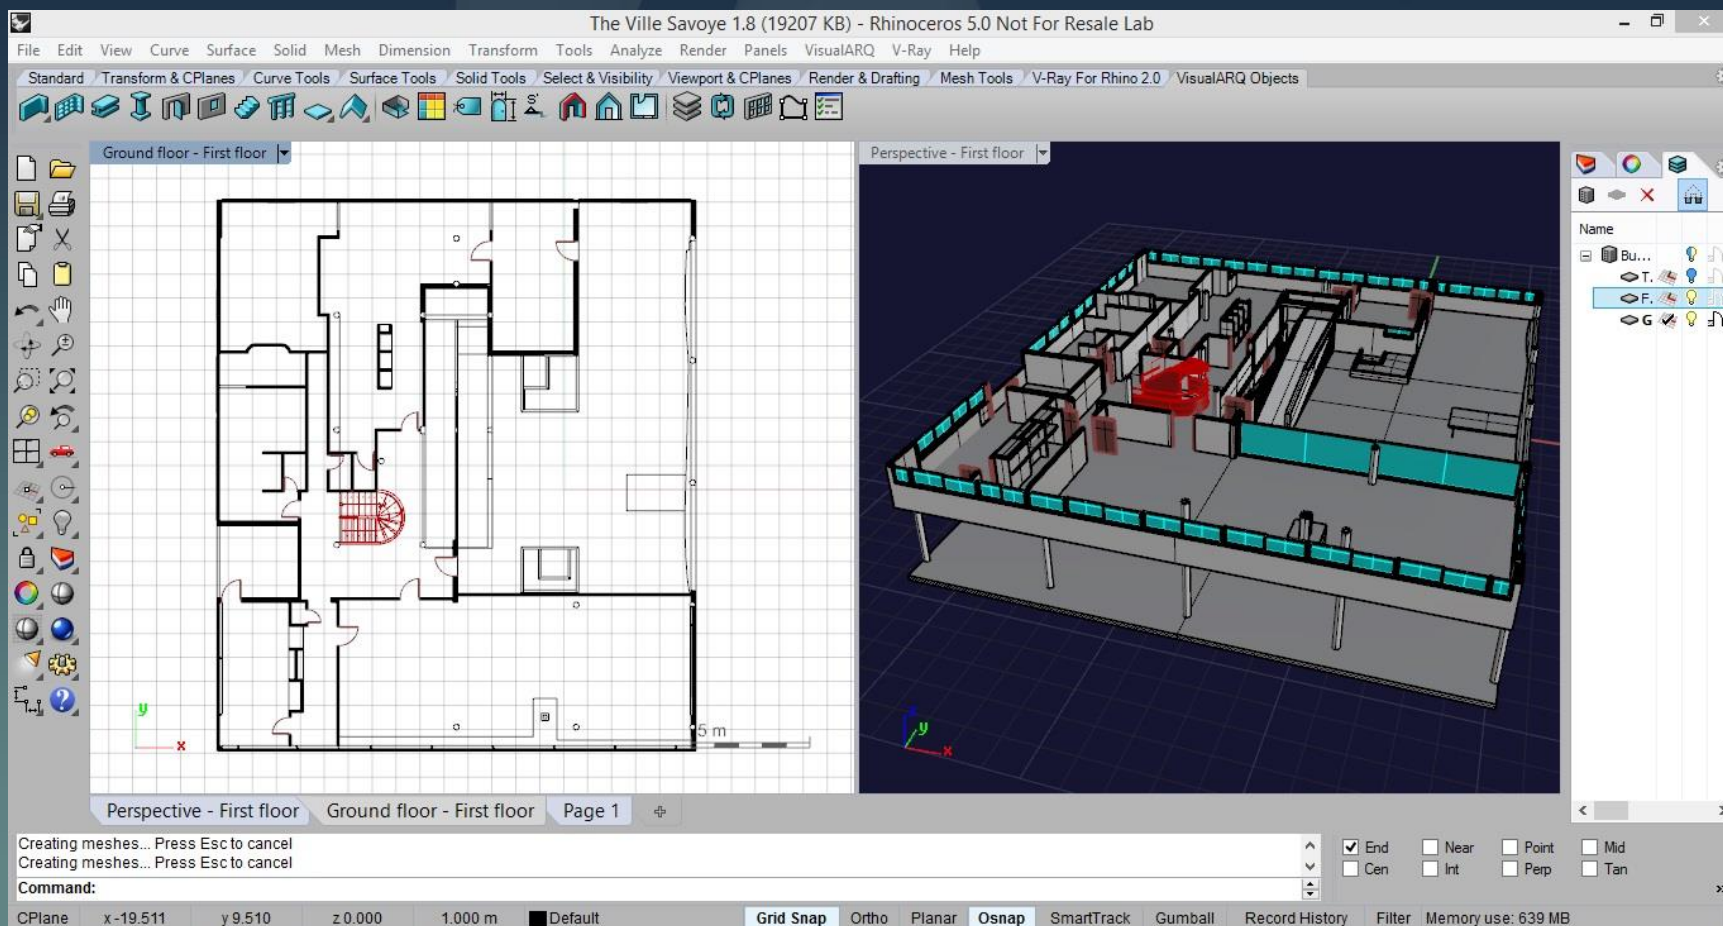 The Ville Savoye 1.8 (19207 KB) - Rhinoceros 5.0 Not For Resale Lab
File Edit View Curve Surface Solid Mesh Dimension Transform Tools Analyze Render Panels VisualARQ V-Ray Help
Standard Transform & CPlanes Curve Tools Surface Tools Solid Tools Select & Visibility Viewport & CPlanes Render & Drafting Mesh Tools V-Ray For Rhino 2.0 VisualARQ Objects
Ground floor - First floor
Perspective - First floor
Name
Bu...
T.
F.
G
5 m
y
x
z
y
x
Perspective - First floor Ground floor - First floor Page 1
Creating meshes... Press Esc to cancel
Creating meshes... Press Esc to cancel
Command:
End Near Point Mid
Cen Int Perp Tan
CPlane x -19.511 y 9.510 z 0.000 1.000 m Default Grid Snap Ortho Planar Osnap SmartTrack Gumball Record History Filter Memory use: 639 MB